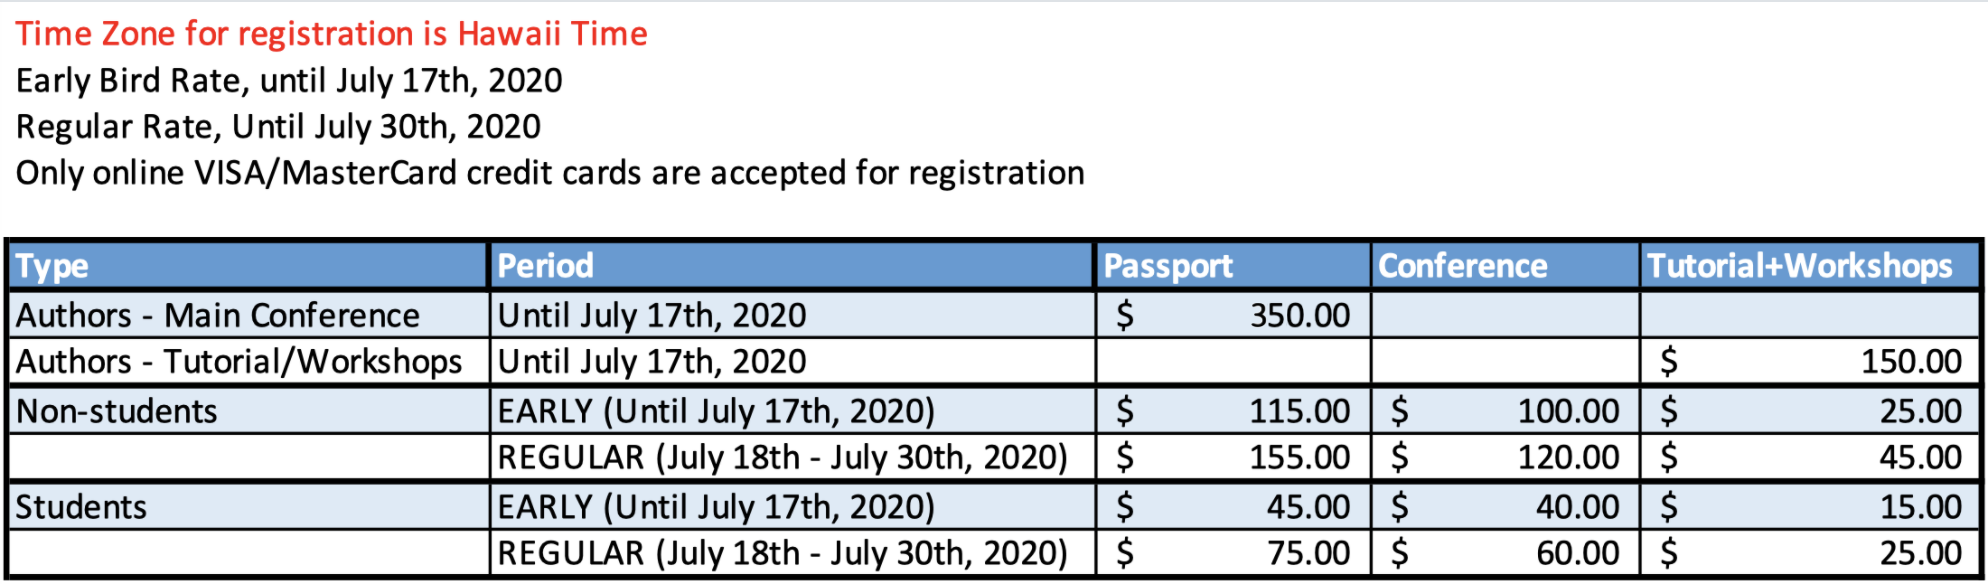 Time Zone for registration is Hawaii Time
Early Bird Rate, until July 17th, 2020
Regular Rate, Until July 30th, 2020
Only online VISA/MasterCard credit cards are accepted for registration
Type Period Passport Conference Tutorial+Workshops
Authors - Main Conference Until July 17th, 2020 $ 350.00
Authors - Tutorial/Workshops Until July 17th, 2020 $ 150.00
Non-students EARLY (Until July 17th, 2020) $ 115.00 $ 100.00 $ 25.00
REGULAR (July 18th - July 30th, 2020) $ 155.00 $ 120.00 $ 45.00
Students EARLY (Until July 17th, 2020) $ 45.00 $ 40.00 $ 15.00
REGULAR (July 18th - July 30th, 2020) $ 75.00 $ 60.00 $ 25.00